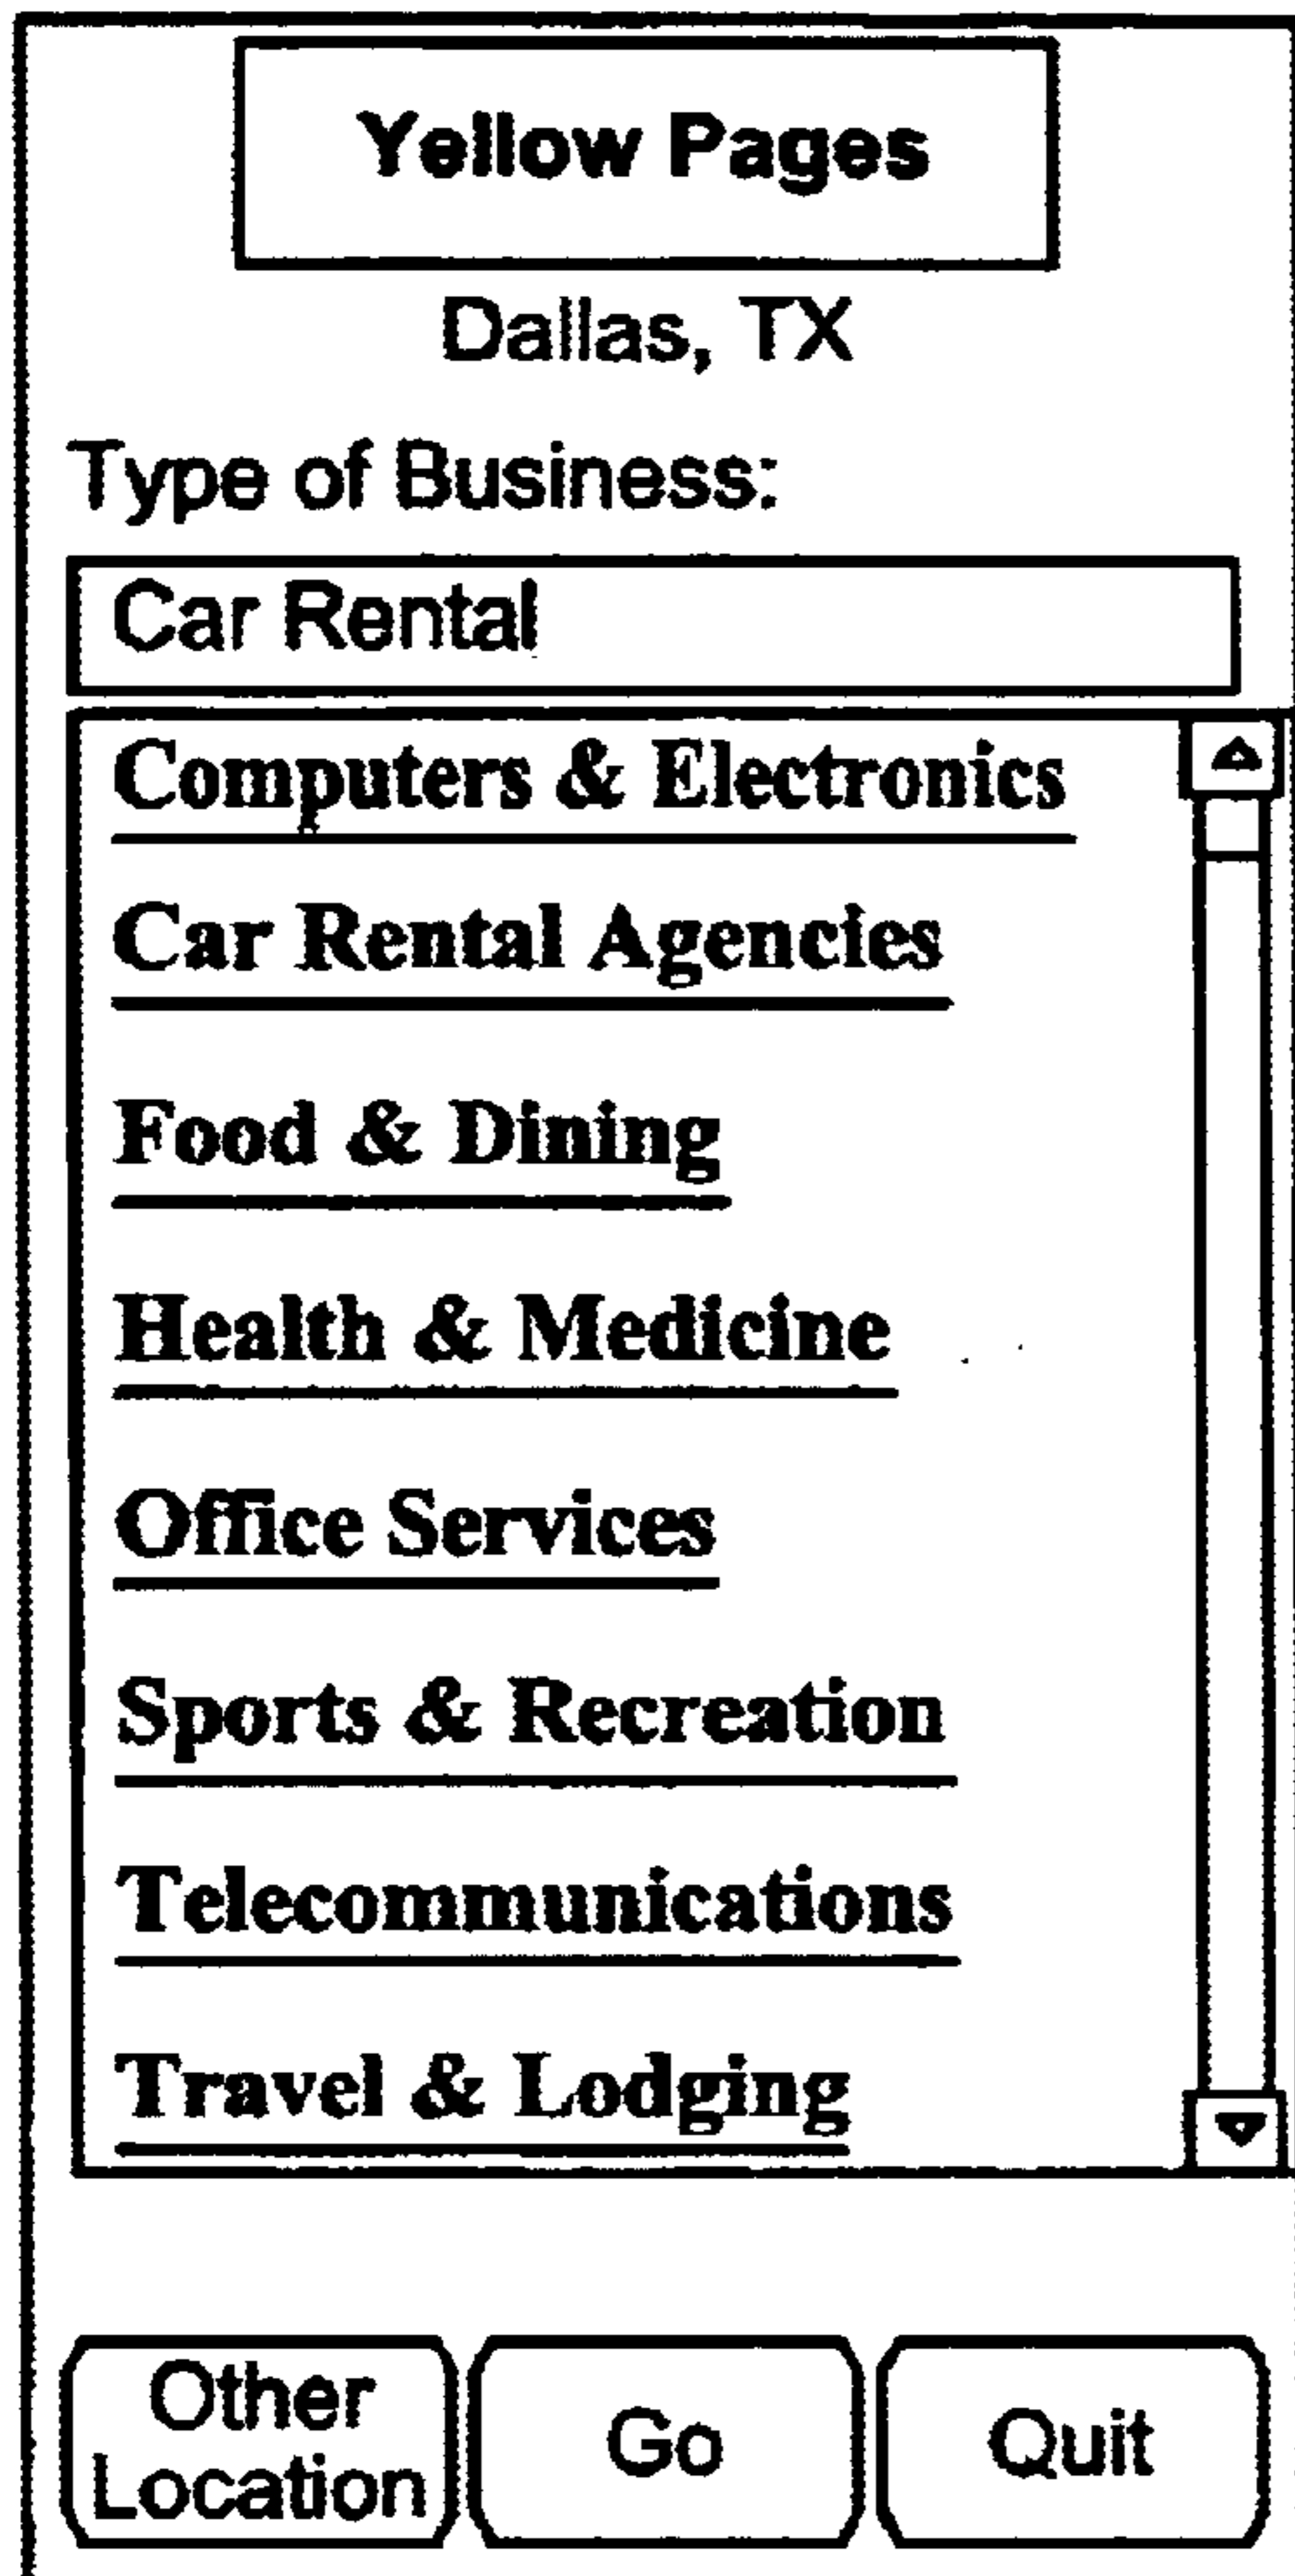 Yellow Pages
Dallas, TX
Type of Business:
Car Rental
Computers & Electronics
Car Rental Agencies
Food & Dining
Health & Medicine
Office Services
Sports & Recreation
Telecommunications
Travel & Lodging
Other
Location
Go
Quit